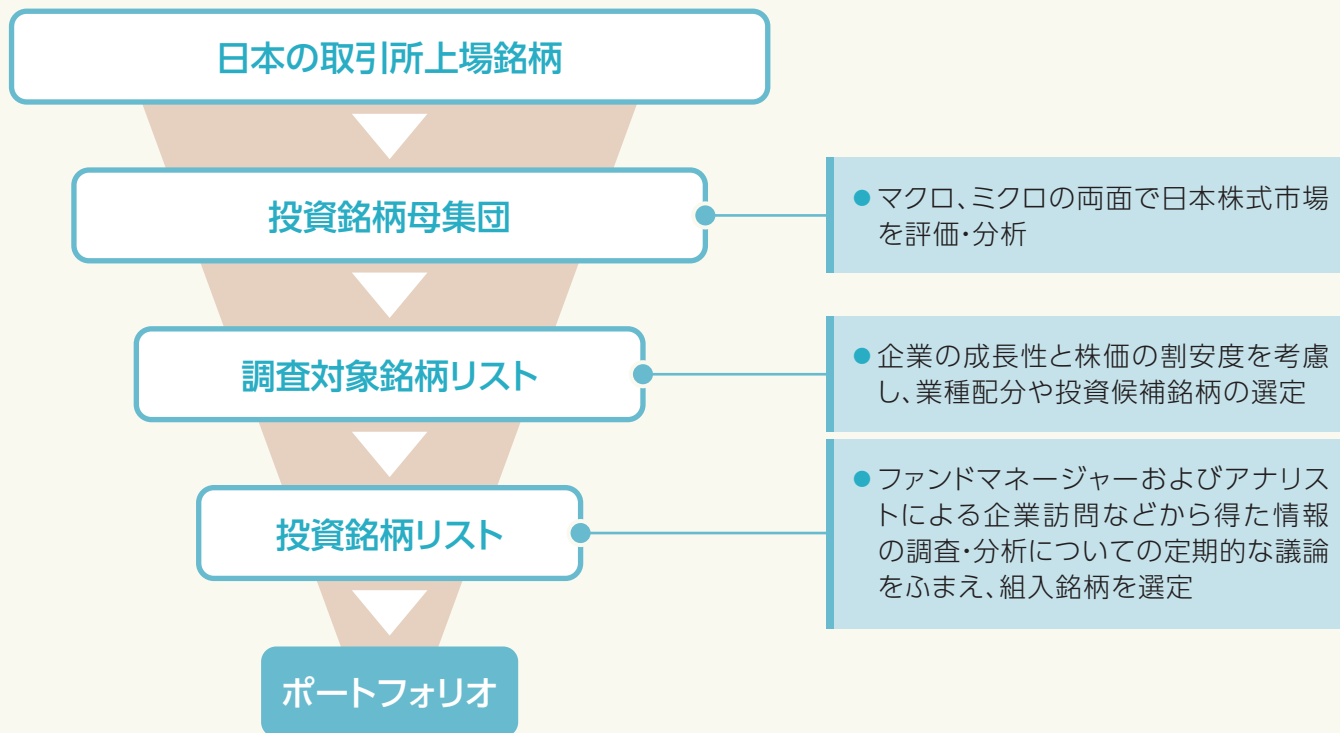 日本の取引所上場銘柄
投資銘柄母集団
●マクロ、ミクロの両面で日本株式市場
を評価・分析
調査対象銘柄リスト
●企業の成長性と株価の割安度を考慮
し、業種配分や投資候補銘柄の選定
投資銘柄リスト
●ファンドマネージャーおよびアナリス
トによる企業訪問などから得た情報
の調査・分析についての定期的な議論
をふまえ、組入銘柄を選定
ポートフォリオ